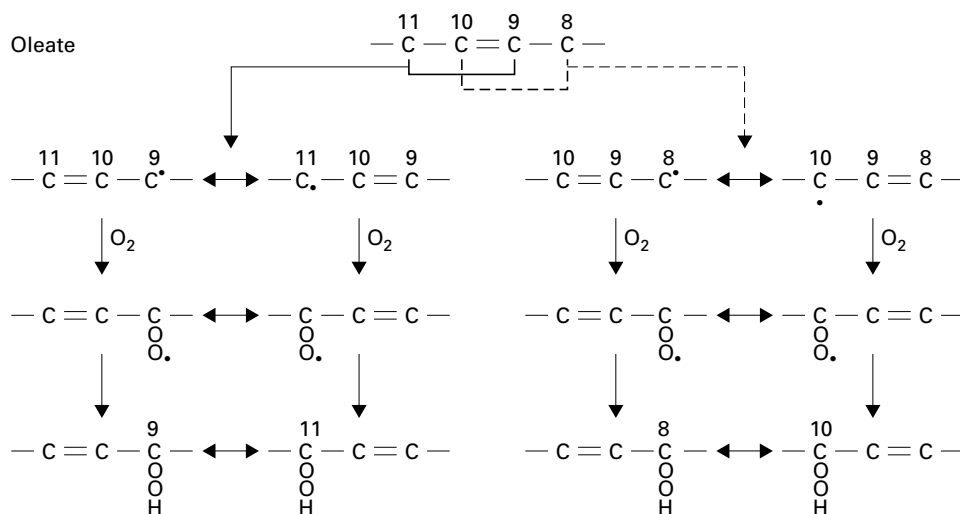 11 10 9 8
Oleate — C — C = C — C —
11 10 9 11 10 9 10 9 8 10 9 8
— C = C — C• — — C• — C = C — — C = C — C• — — C — C = C —
•
O2 O2 O2 O2
— C = C — C — — C — C = C — — C = C — C — — C — C = C —
O O O O
O• O• O• O•
9 11 8 10
— C = C — C — — C — C = C — — C = C — C — — C — C = C —
O O O O
O O O O
H H H H